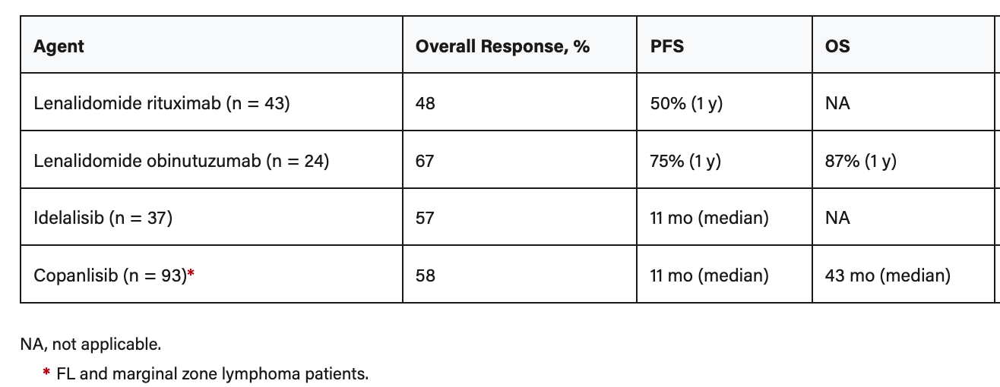 Agent Overall Response, % PFS OS
Lenalidomide rituximab (n = 43) 48 50% (1 y) NA
Lenalidomide obinutuzumab (n = 24) 67 75% (1 y) 87% (1 y)
Idelalisib (n = 37) 57 11 mo (median) NA
Copanlisib (n = 93)* 58 11 mo (median) 43 mo (median)
NA, not applicable.
* FL and marginal zone lymphoma patients.